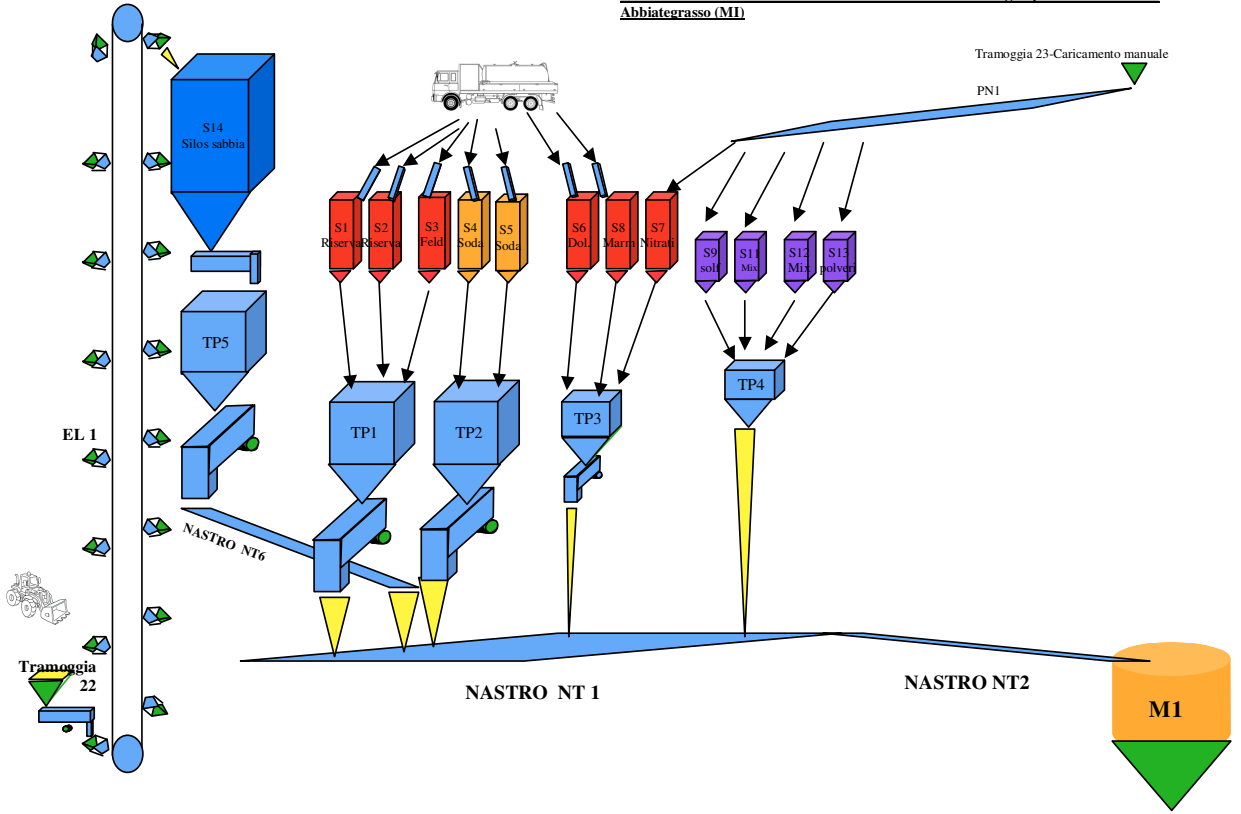 Abbiategrasso (MI)
Tramoggia 23-Caricamento manuale
PN1
S14
Silos sabbia
S1
Riserva
S2
Riserva
S3
Feld
S4
Soda
S5
Soda
S6
Dol.
S8
Marm
S7
Nitrati
S9
solf
S11
Mix
S12
Mix
S13
polveri
TP5
TP4
TP3
TP1
TP2
EL 1
NASTRO NT6
Tramoggia
22
NASTRO NT 1
NASTRO NT2
M1